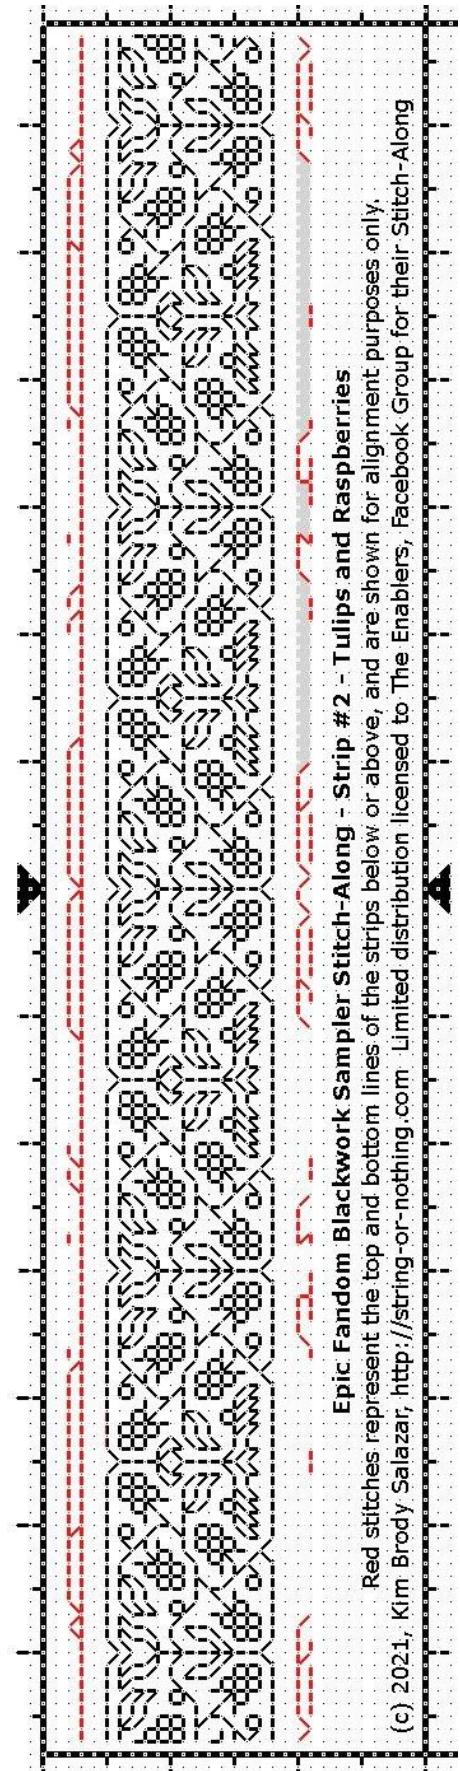 Epic Fandom Blackwork Sampler Stitch-Along - Strip #2 - Tulips and Raspberries
Red stitches represent the top and bottom lines of the strips below or above, and are shown for alignment purposes only.
(c) 2021, Kim Brody Salazar, http://string-or-nothing.com Limited distribution licensed to The Enablers, Facebook Group for their Stitch-Along